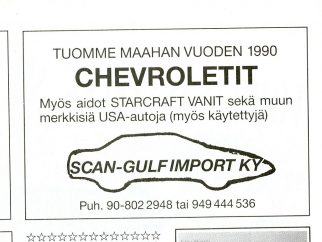 TUOMME MAAHAN VUODEN 1990
CHEVROLETIT
Myös aidot STARCRAFT VANIT sekä muun
merkkisiä USA-autoja (myös käytettyjä)
SCAN-GULF IMPORT KY
Puh. 90-802 2948 tai 949 444 536